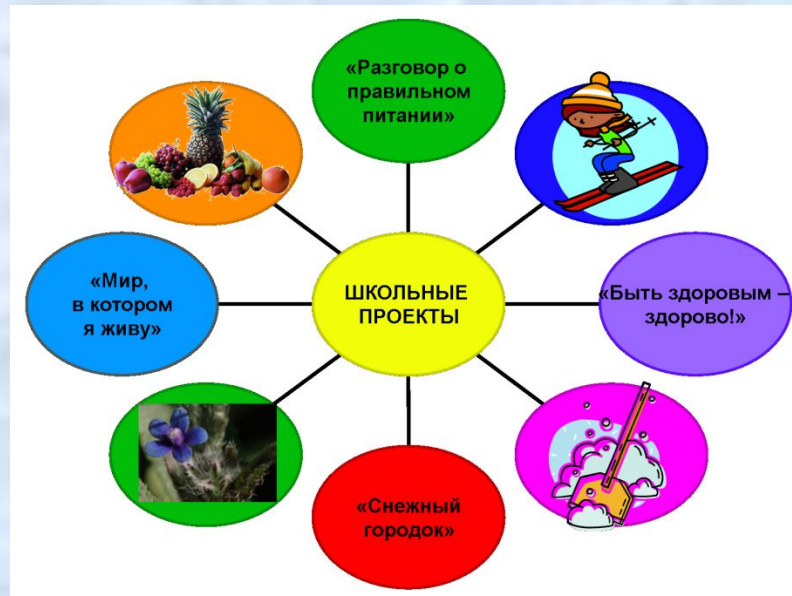 «Разговор о
правильном
питании»
«Мир,
в котором
я живу»
ШКОЛЬНЫЕ
ПРОЕКТЫ
«Быть здоровым –
здорово!»
«Снежный
городок»